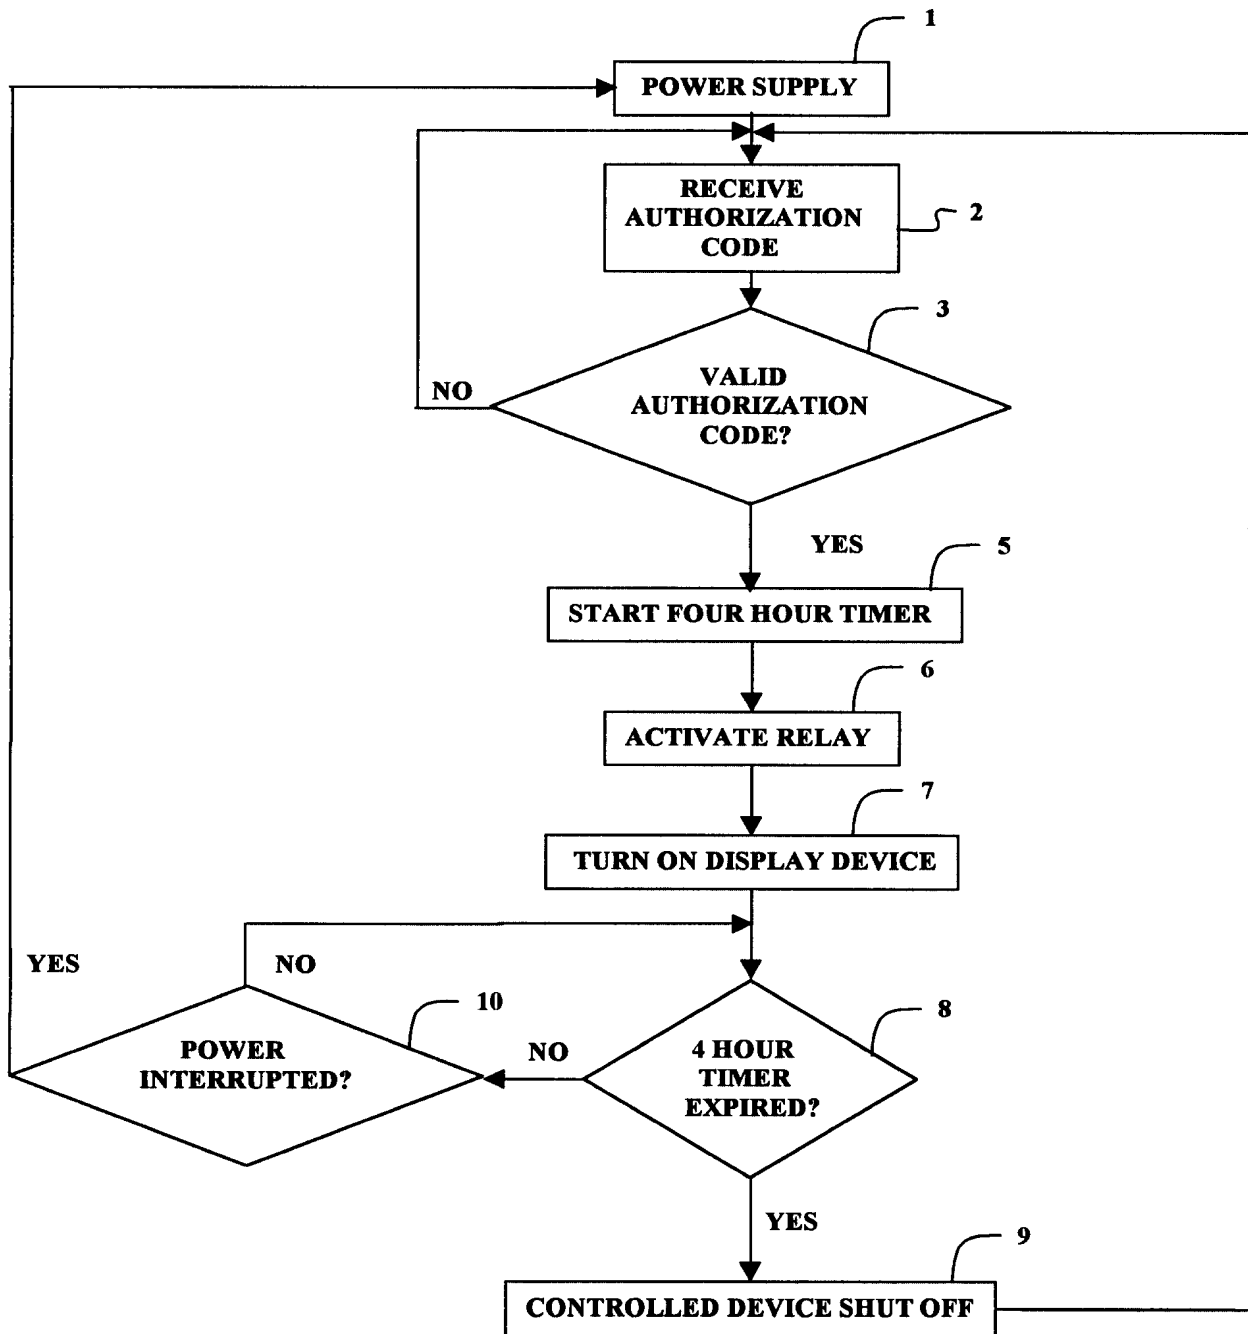 1
POWER SUPPLY
RECEIVE
AUTHORIZATION
CODE
2
3
VALID
AUTHORIZATION
CODE?
NO
YES
5
START FOUR HOUR TIMER
6
ACTIVATE RELAY
7
TURN ON DISPLAY DEVICE
YES
NO
10
POWER
INTERRUPTED?
NO
8
4 HOUR
TIMER
EXPIRED?
YES
9
CONTROLLED DEVICE SHUT OFF